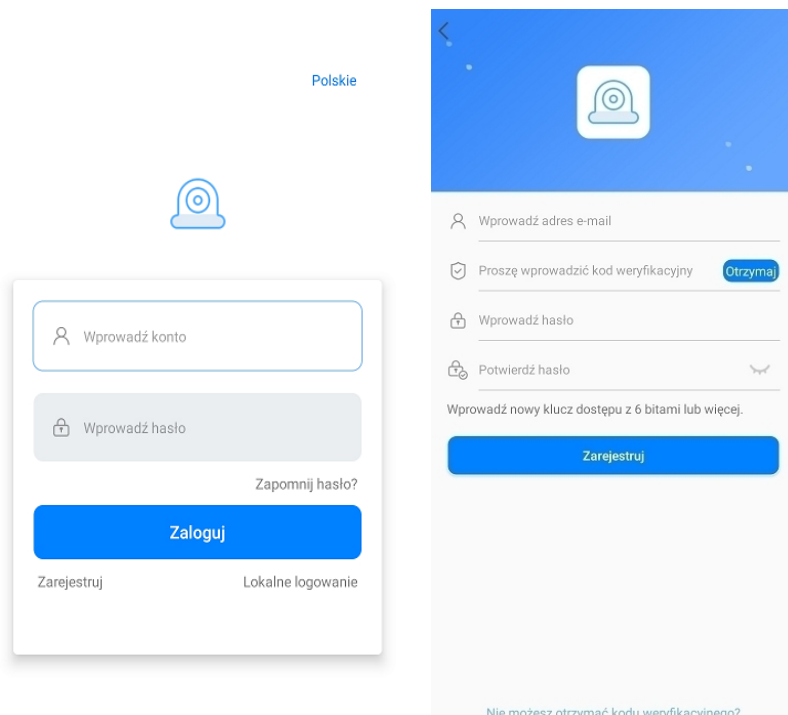 Polskie
Wprowadź konto
Wprowadź hasło
Zapomnij hasło?
Zaloguj
Zarejestruj
Lokalne logowanie
Wprowadź adres e-mail
Proszę wprowadzić kod weryfikacyjny
Otrzymaj
Wprowadź hasło
Potwierdź hasło
Wprowadź nowy klucz dostępu z 6 bitami lub więcej.
Zarejestruj
Nie możesz otrzymać kodu weryfikacyjnego?